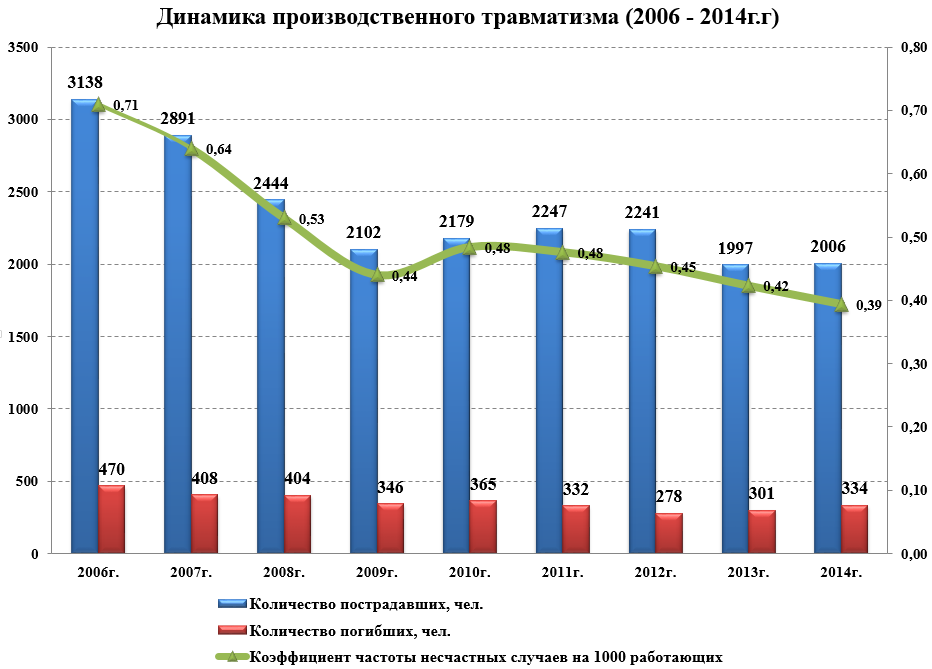 Динамика производственного травматизма (2006 - 2014г.г)
3500 0,80
3138
0,71
2891
3000 0,70
0,64
2444
2500 0,60
0,53
2102 2179 2247 2241 1997 2006
2000 0,50
0,44 0,48 0,48 0,45 0,42 0,39
1500 0,40
0,30
1000 0,20
470 408 404 346 365 332 278 301 334
500 0,10
0 0,00
2006г. 2007г. 2008г. 2009г. 2010г. 2011г. 2012г. 2013г. 2014г.
Количество пострадавших, чел.
Количество погибших, чел.
Коэффициент частоты несчастных случаев на 1000 работающих